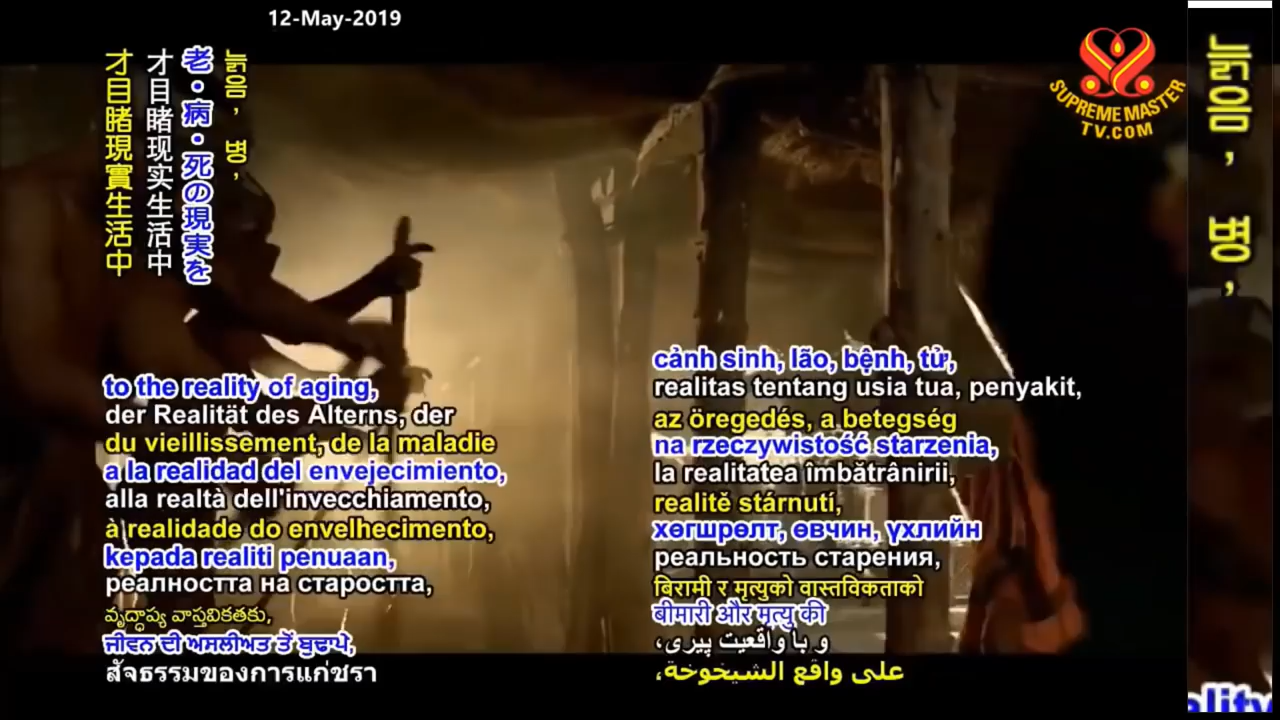 12-May-2019
SUPREME MASTER
TV.COM
늙음, 병,
老・病・死の現実を
才目睹现实生活中
才目睹現實生活中
to the reality of aging,
der Realität des Alterns, der
du vieillissement, de la maladie
a la realidad del envejecimiento,
alla realtà dell'invecchiamento,
à realidade do envelhecimento,
kepada realiti penuaan,
реалността на старостта,
వృద్ధాప్య వాస్తవికతకు,
ਜੀਵਨ ਦੀ ਅਸਲੀਅਤ ਤੋਂ ਬੁਢਾਪੇ,
สัจธรรมของการแก่ชรา
cảnh sinh, lão, bệnh, tử,
realitas tentang usia tua, penyakit,
az öregedés, a betegség
na rzeczywistość starzenia,
la realitatea îmbătrânirii,
realitě stárnutí,
хөгшрөлт, өвчин, үхлийн
реальность старения,
बिरामी र मृत्युको वास्तविकताको
बीमारी और मृत्यु की
و با واقعیت پیری،
على واقع الشيخوخة،
늙음, 병,
ality